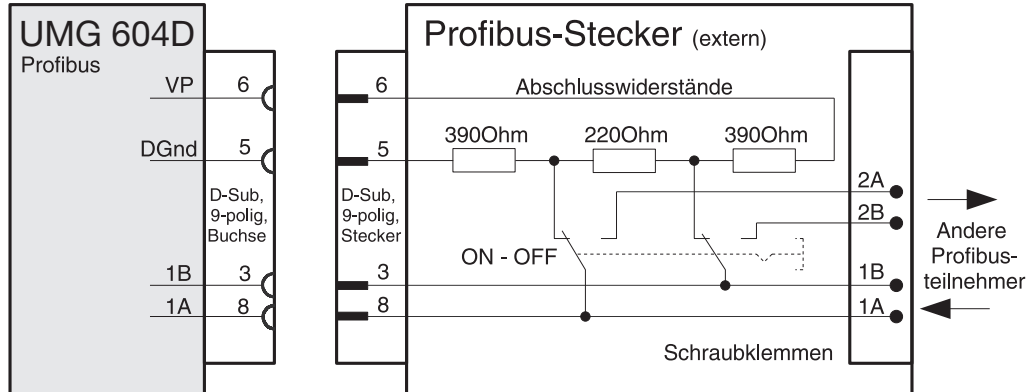 UMG 604D
Profibus
VP
6
DGnd
5
D-Sub,
9-polig,
Buchse
1B
3
1A
8
Profibus-Stecker (extern)
6
Abschlusswiderstände
5
390Ohm
220Ohm
390Ohm
D-Sub,
9-polig,
Stecker
2A
2B
ON - OFF
3
1B
8
1A
Schraubklemmen
Andere
Profibus-
teilnehmer